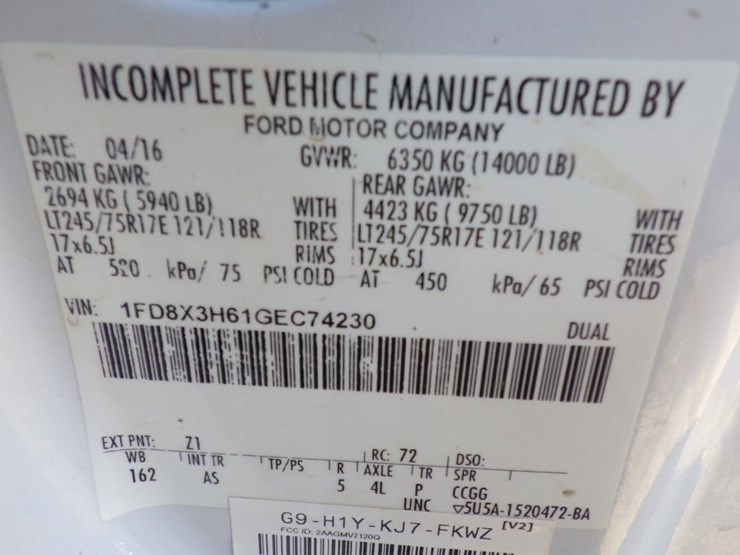 INCOMPLETE VEHICLE MANUFACTURED BY
FORD MOTOR COMPANY
DATE: 04/16 GVWR: 6350 KG (14000 LB)
FRONT GAWR: REAR GAWR:
2694 KG ( 5940 LB) WITH 4423 KG ( 9750 LB) WITH
LT245/75R17E 121/118R TIRES LT245/75R17E 121/118R TIRES
17x6.5J RIMS 17x6.5J RIMS
AT 520 kPa/ 75 PSI COLD AT 450 kPa/ 65 PSI COLD
VIN: 1FD8X3H61GEC74230 DUAL
EXT PNT: Z1 RC: 72 DSO:
WB INT TR TP/PS R AXLE TR SPR
162 AS 5 4L P CCGG
UNC ▽5U5A-1520472-BA
G9-H1Y-KJ7-FKWZ [V2]
FCC ID: 2AAGMVZ120G